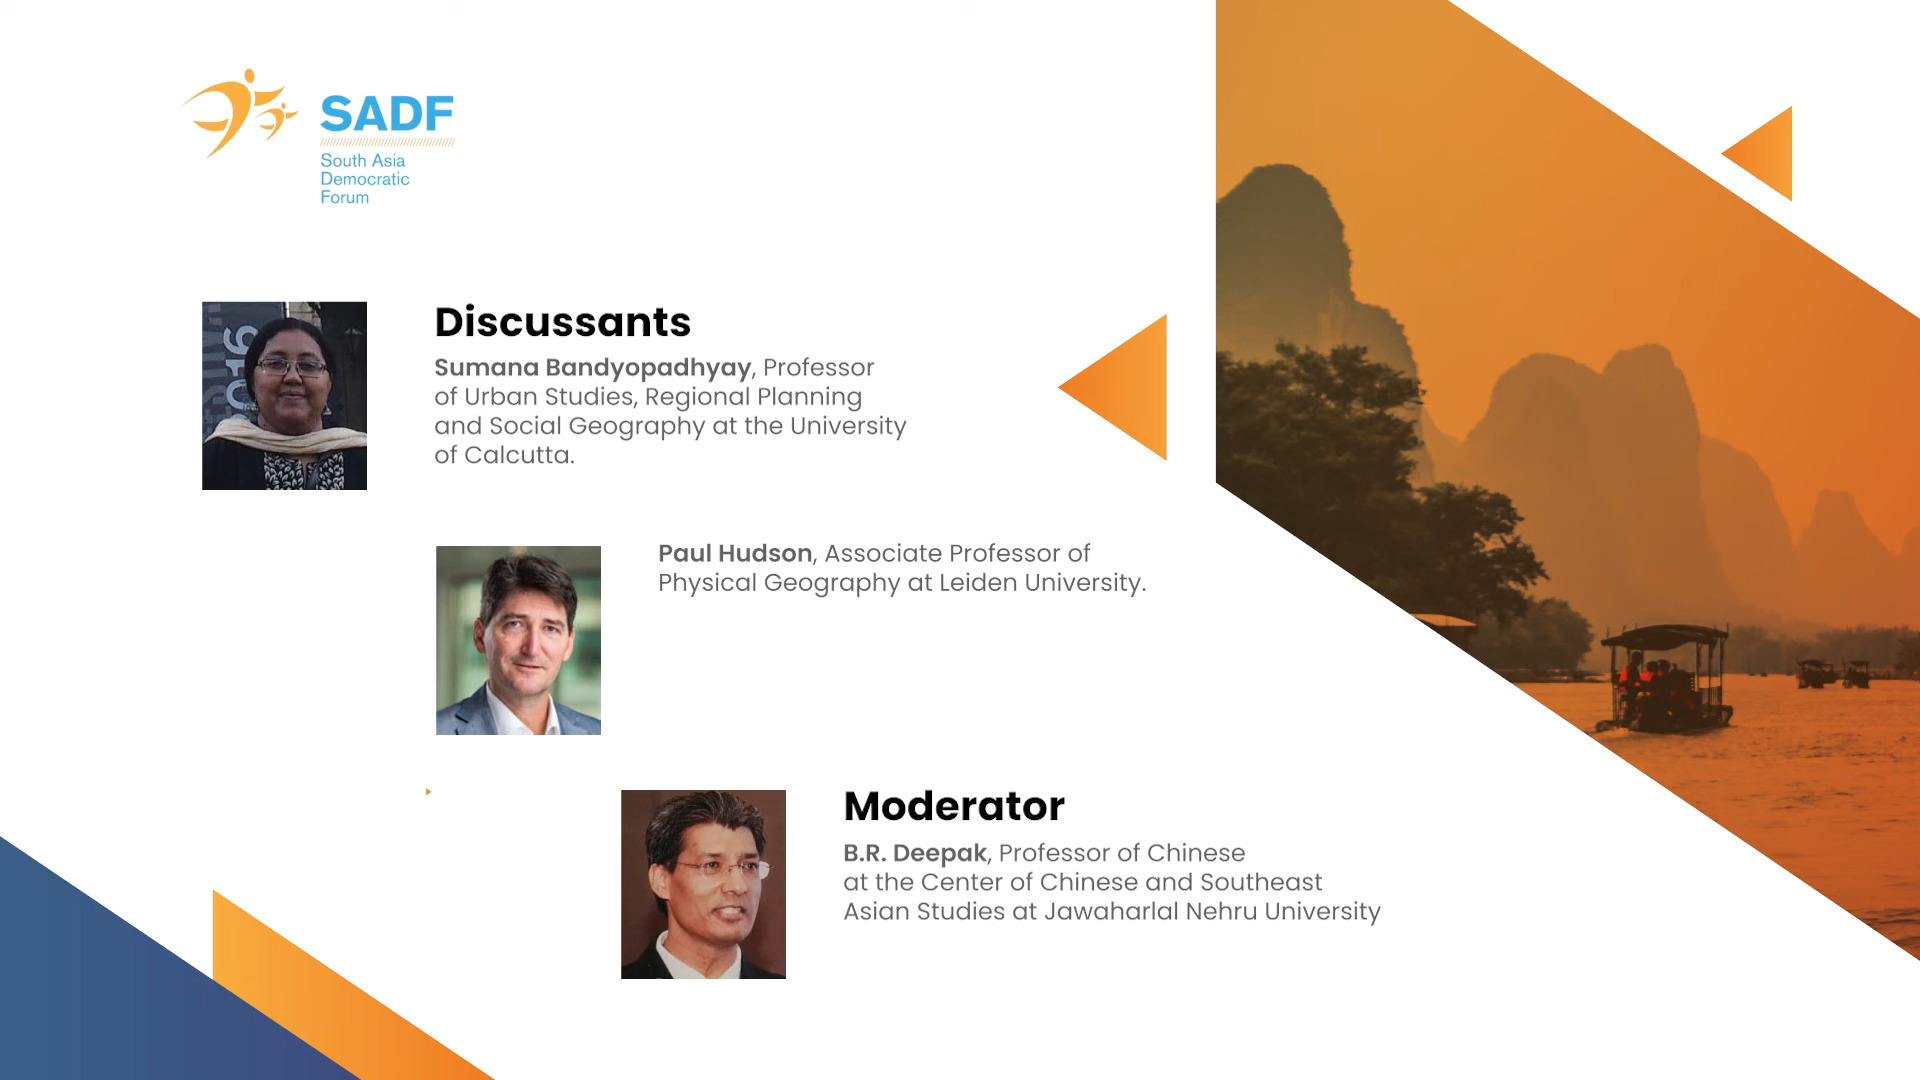 SADF
South Asia
Democratic
Forum
2016
Discussants
Sumana Bandyopadhyay, Professor
of Urban Studies, Regional Planning
and Social Geography at the University
of Calcutta.
Paul Hudson, Associate Professor of
Physical Geography at Leiden University.
Moderator
B.R. Deepak, Professor of Chinese
at the Center of Chinese and Southeast
Asian Studies at Jawaharlal Nehru University